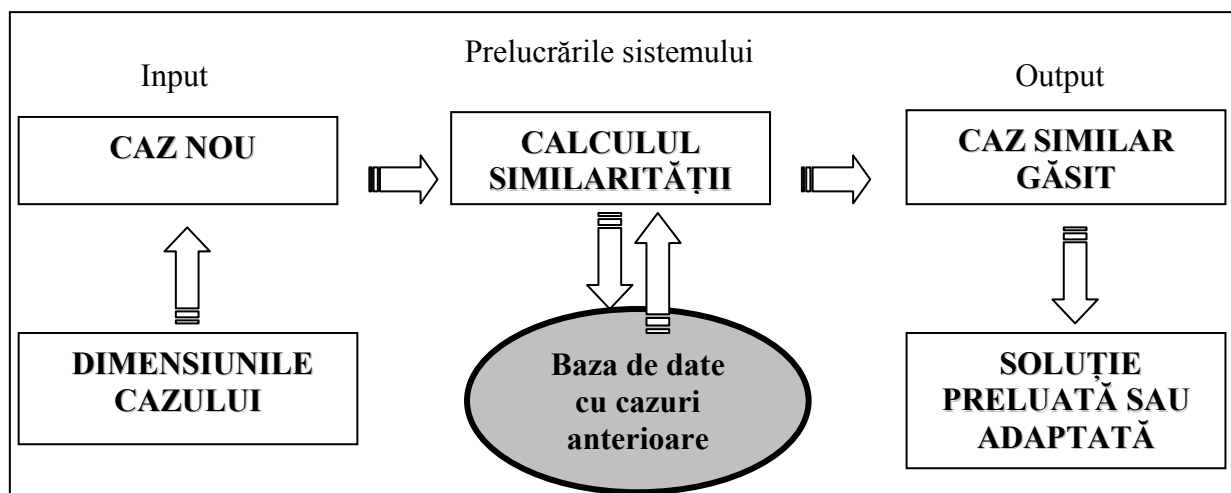 Prelucrările sistemului
Input
Output
CAZ NOU
CALCULUL
SIMILARITĂȚII
CAZ SIMILAR
GĂSIT
DIMENSIUNILE
CAZULUI
Baza de date
cu cazuri
anterioare
SOLUȚIE
PRELUATĂ SAU
ADAPTATĂ